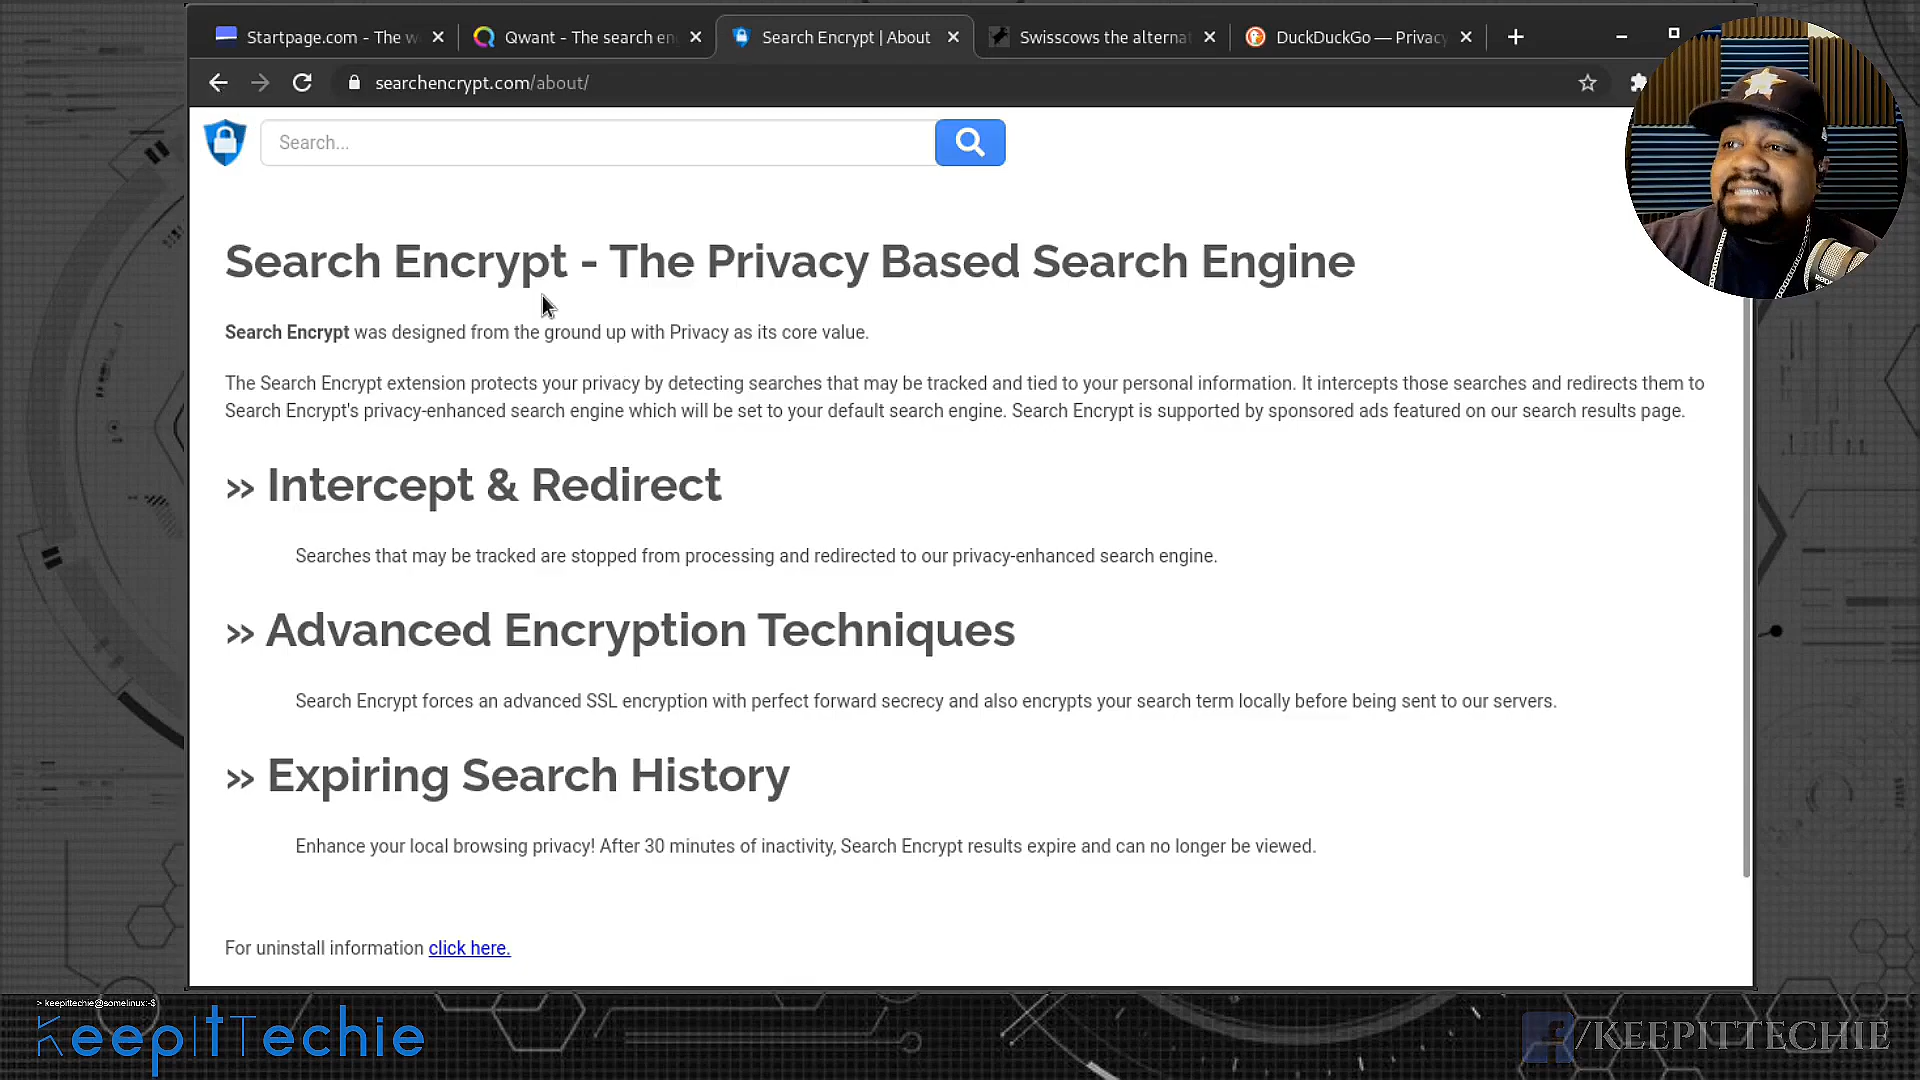 Startpage.com - The w
Qwant - The search en
Search Encrypt | About
Swisscows the alternat
DuckDuckGo — Privacy
searchencrypt.com/about/
Search...
Search Encrypt - The Privacy Based Search Engine
Search Encrypt was designed from the ground up with Privacy as its core value.
The Search Encrypt extension protects your privacy by detecting searches that may be tracked and tied to your personal information. It intercepts those searches and redirects them to
Search Encrypt's privacy-enhanced search engine which will be set to your default search engine. Search Encrypt is supported by sponsored ads featured on our search results page.
» Intercept & Redirect
Searches that may be tracked are stopped from processing and redirected to our privacy-enhanced search engine.
» Advanced Encryption Techniques
Search Encrypt forces an advanced SSL encryption with perfect forward secrecy and also encrypts your search term locally before being sent to our servers.
» Expiring Search History
Enhance your local browsing privacy! After 30 minutes of inactivity, Search Encrypt results expire and can no longer be viewed.
For uninstall information click here.
> keepittechie@somelinux:~$
KeepItTechie
/KEEPITTECHIE